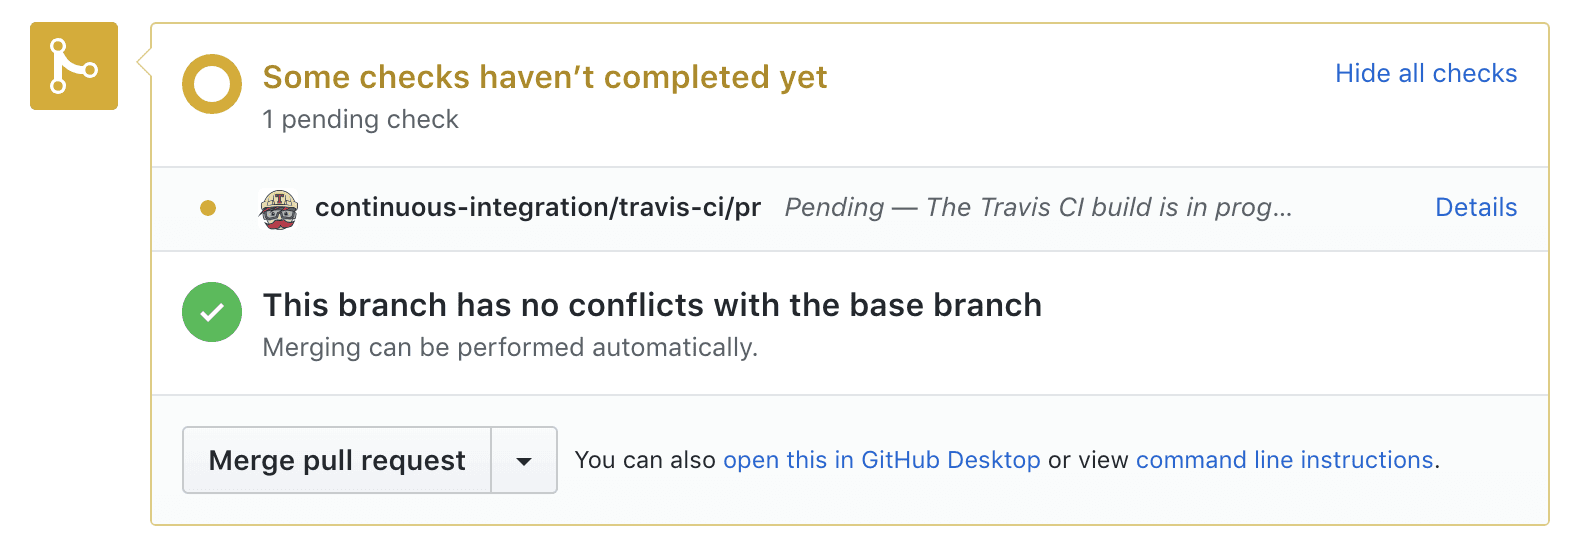 Some checks haven’t completed yet
Hide all checks
1 pending check
continuous-integration/travis-ci/pr Pending — The Travis CI build is in prog...
Details
This branch has no conflicts with the base branch
Merging can be performed automatically.
Merge pull request
You can also open this in GitHub Desktop or view command line instructions.